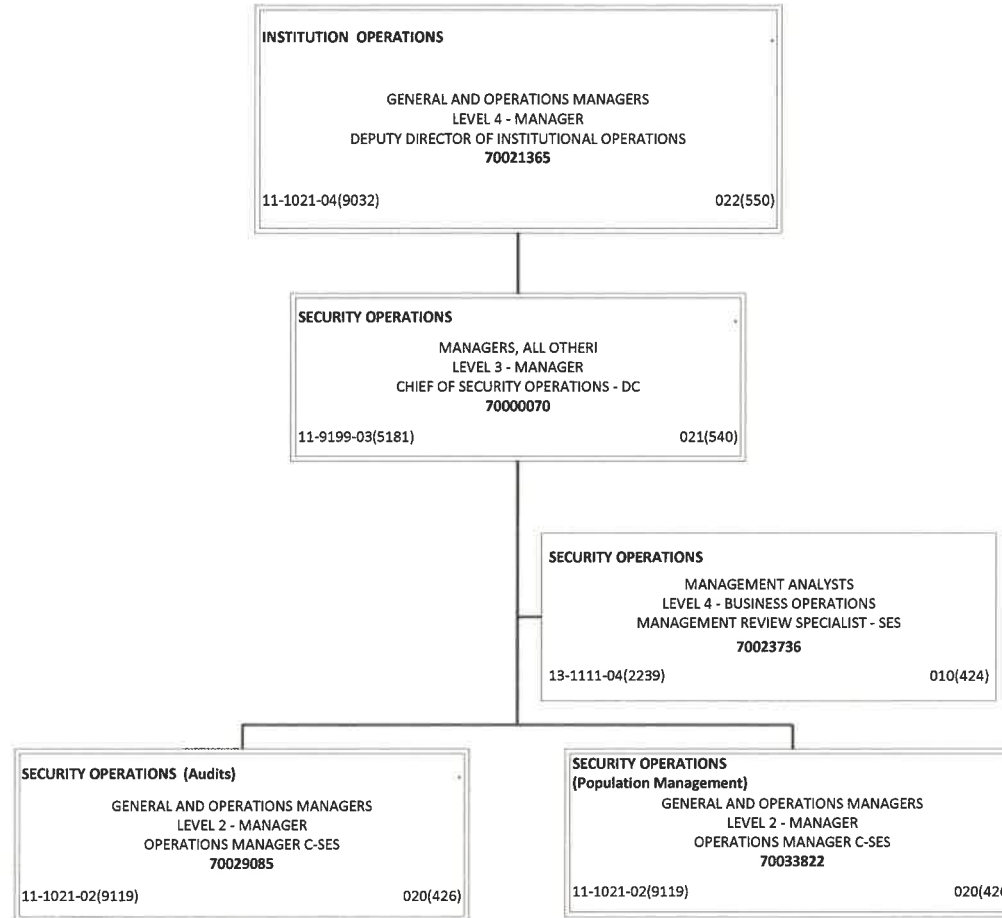 INSTITUTION OPERATIONS
GENERAL AND OPERATIONS MANAGERS
LEVEL 4 - MANAGER
DEPUTY DIRECTOR OF INSTITUTIONAL OPERATIONS
70021365
11-1021-04(9032) 022(550)
SECURITY OPERATIONS
MANAGERS, ALL OTHERI
LEVEL 3 - MANAGER
CHIEF OF SECURITY OPERATIONS - DC
70000070
11-9199-03(5181) 021(540)
SECURITY OPERATIONS
MANAGEMENT ANALYSTS
LEVEL 4 - BUSINESS OPERATIONS
MANAGEMENT REVIEW SPECIALIST - SES
70023736
13-1111-04(2239) 010(424)
SECURITY OPERATIONS (Audits)
GENERAL AND OPERATIONS MANAGERS
LEVEL 2 - MANAGER
OPERATIONS MANAGER C-SES
70029085
11-1021-02(9119) 020(426)
SECURITY OPERATIONS
(Population Management)
GENERAL AND OPERATIONS MANAGERS
LEVEL 2 - MANAGER
OPERATIONS MANAGER C-SES
70033822
11-1021-02(9119) 020(426